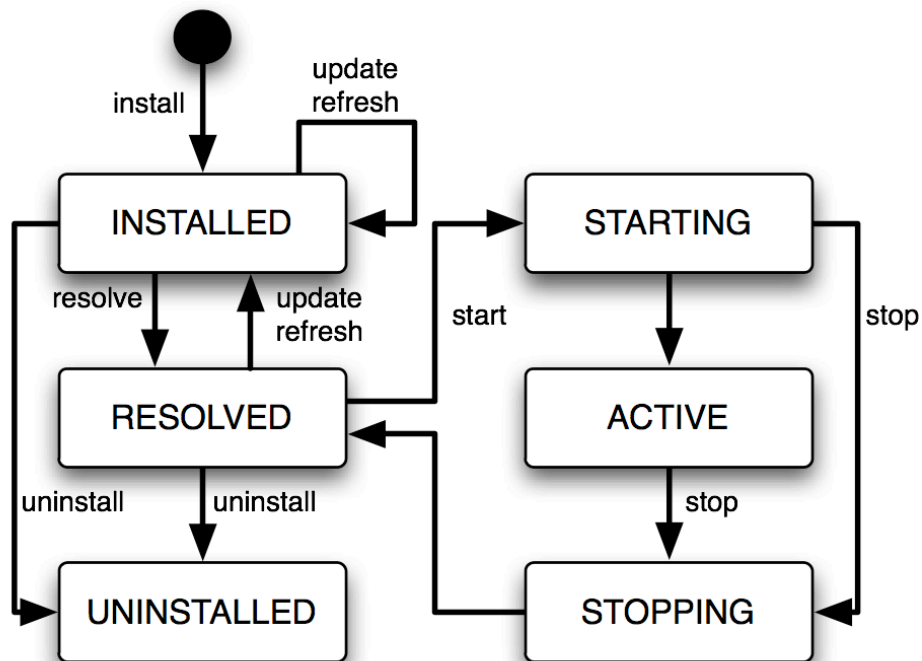 update
refresh
install
INSTALLED
STARTING
resolve
update
refresh
start
stop
RESOLVED
ACTIVE
uninstall
uninstall
stop
UNINSTALLED
STOPPING